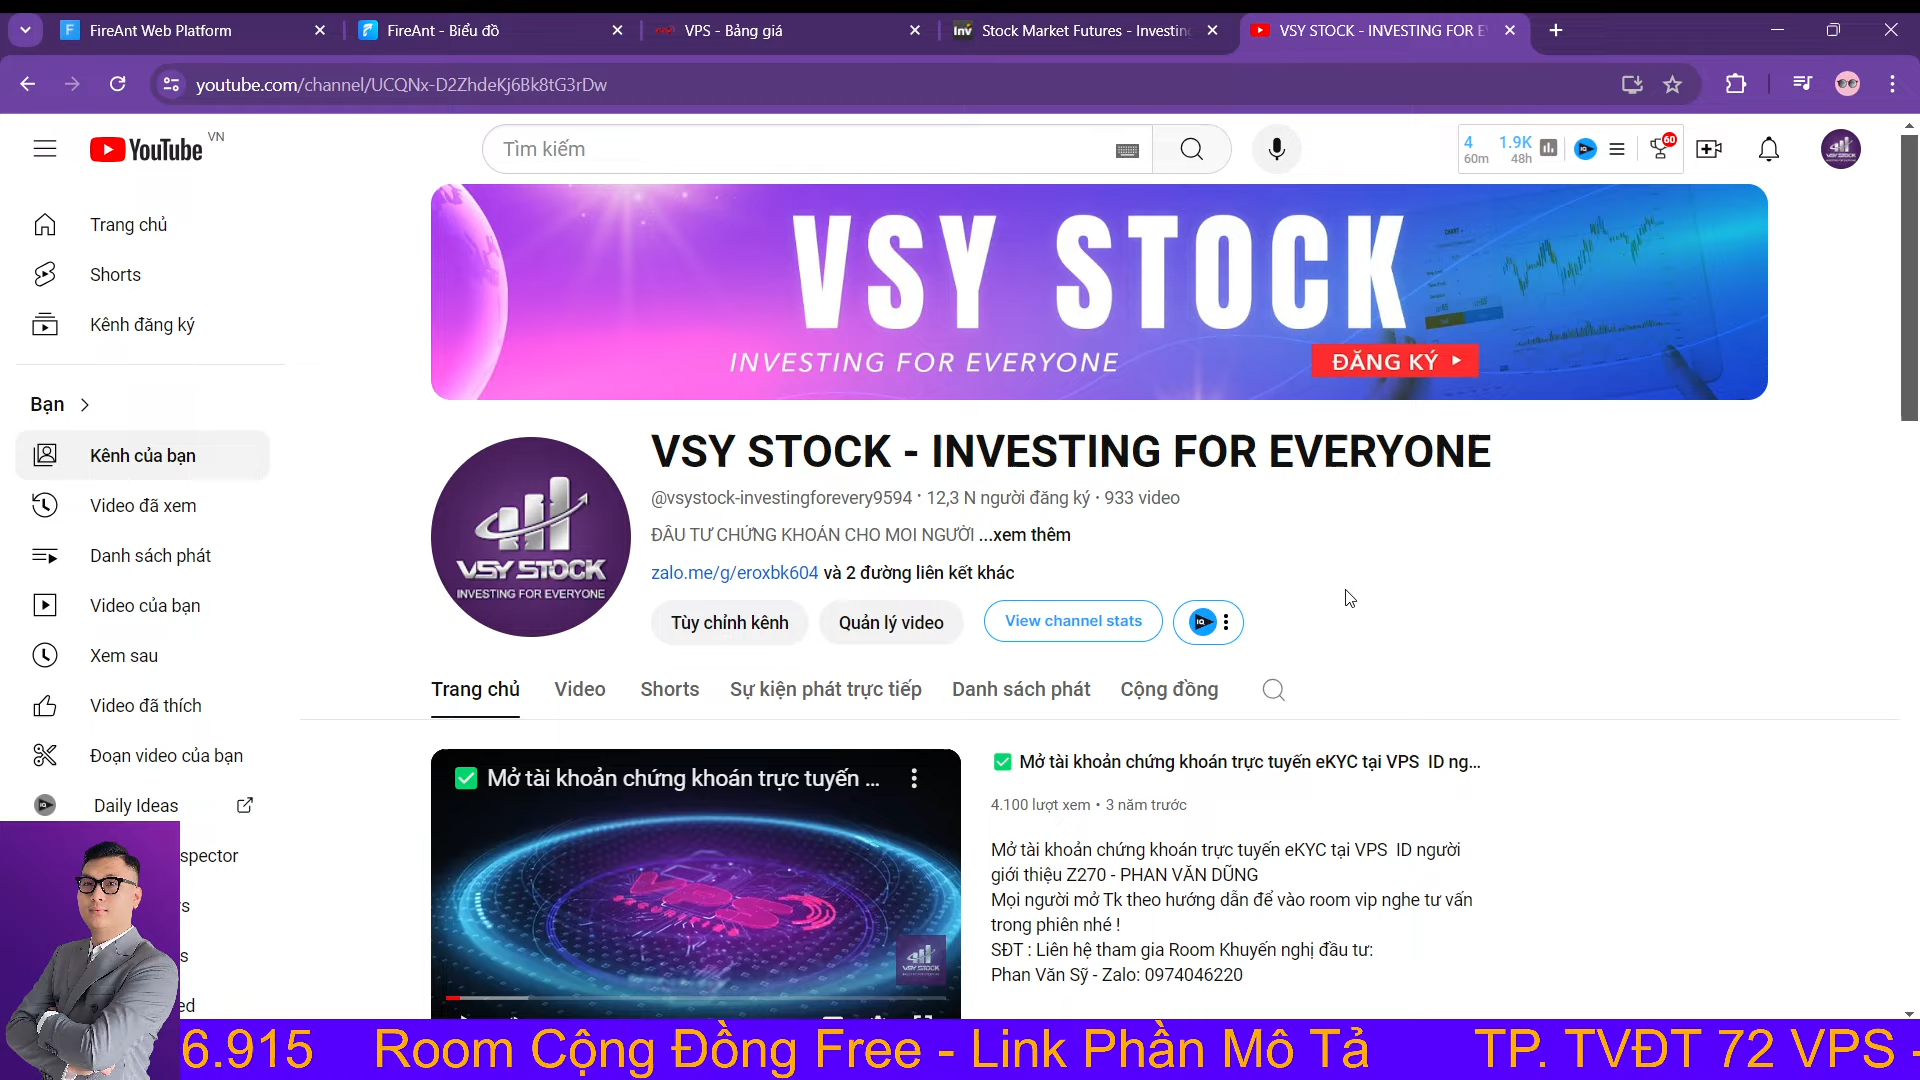 FireAnt Web Platform
FireAnt - Biểu đồ
VPS - Bảng giá
Stock Market Futures - Investin
VSY STOCK - INVESTING FOR E
youtube.com/channel/UCQNx-D2ZhdeKj6Bk8tG3rDw
YouTube VN
Tìm kiếm
4 60m
1.9K 48h
60
Trang chủ
Shorts
Kênh đăng ký
Bạn
Kênh của bạn
Video đã xem
Danh sách phát
Video của bạn
Xem sau
Video đã thích
Đoạn video của bạn
Daily Ideas
spector
rs
s
ed
VSY STOCK
INVESTING FOR EVERYONE
ĐĂNG KÝ
VSY STOCK
INVESTING FOR EVERYONE
VSY STOCK - INVESTING FOR EVERYONE
@vsystock-investingforevery9594 · 12,3 N người đăng ký · 933 video
ĐẦU TƯ CHỨNG KHOÁN CHO MỌI NGƯỜI ...xem thêm
zalo.me/g/eroxbk604 và 2 đường liên kết khác
Tùy chỉnh kênh
Quản lý video
View channel stats
Trang chủ
Video
Shorts
Sự kiện phát trực tiếp
Danh sách phát
Cộng đồng
Mở tài khoản chứng khoán trực tuyến ...
VPS
VSY STOCK
Mở tài khoản chứng khoán trực tuyến eKYC tại VPS ID ng...
4.100 lượt xem • 3 năm trước
Mở tài khoản chứng khoán trực tuyến eKYC tại VPS ID người
giới thiệu Z270 - PHAN VĂN DŨNG
Mọi người mở Tk theo hướng dẫn để vào room vip nghe tư vấn
trong phiên nhé !
SĐT : Liên hệ tham gia Room Khuyến nghị đầu tư:
Phan Văn Sỹ - Zalo: 0974046220
6.915 Room Cộng Đồng Free - Link Phần Mô Tả TP. TVĐT 72 VPS -